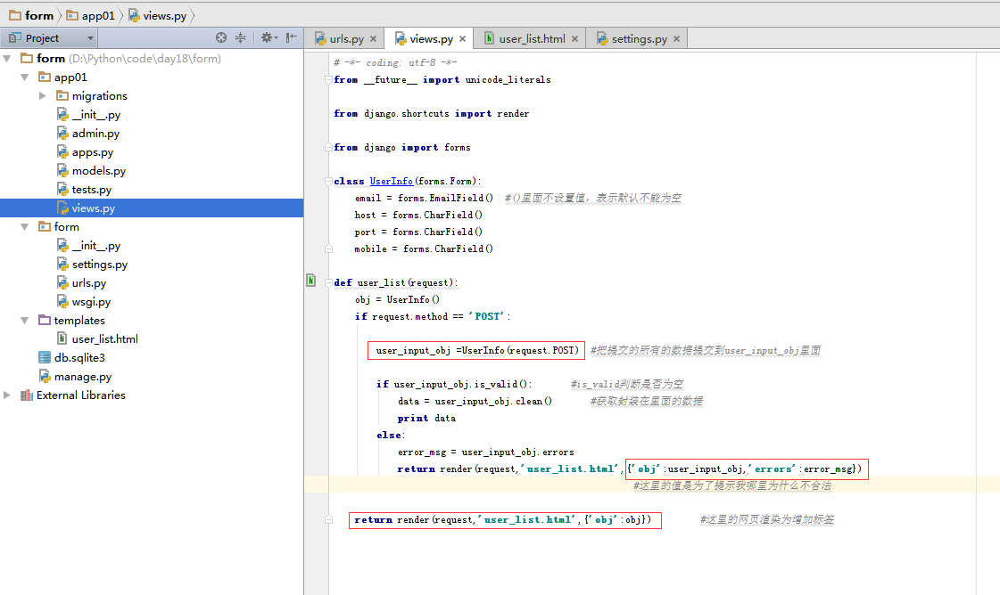 form app01 views.py
Project
urls.py views.py user_list.html settings.py
form (D:\Python\code\day18\form)
app01
migrations
__init__.py
admin.py
apps.py
models.py
tests.py
views.py
form
__init__.py
settings.py
urls.py
wsgi.py
templates
user_list.html
db.sqlite3
manage.py
External Libraries
# -*- coding: utf-8 -*-
from __future__ import unicode_literals
from django.shortcuts import render
from django import forms
class UserInfo(forms.Form):
email = forms.EmailField() #()里面不设置值，表示默认不能为空
host = forms.CharField()
port = forms.CharField()
mobile = forms.CharField()
def user_list(request):
obj = UserInfo()
if request.method == 'POST':
user_input_obj =UserInfo(request.POST) #把提交的所有的数据提交到user_input_obj里面
if user_input_obj.is_valid(): #is_valid判断是否为空
data = user_input_obj.clean() #获取封装在里面的数据
print data
else:
error_msg = user_input_obj.errors
return render(request,'user_list.html',{'obj':user_input_obj,'errors':error_msg})
#这里的值是为了提示我哪里为什么不合法
return render(request,'user_list.html',{'obj':obj}) #这里的网页渲染为增加标签